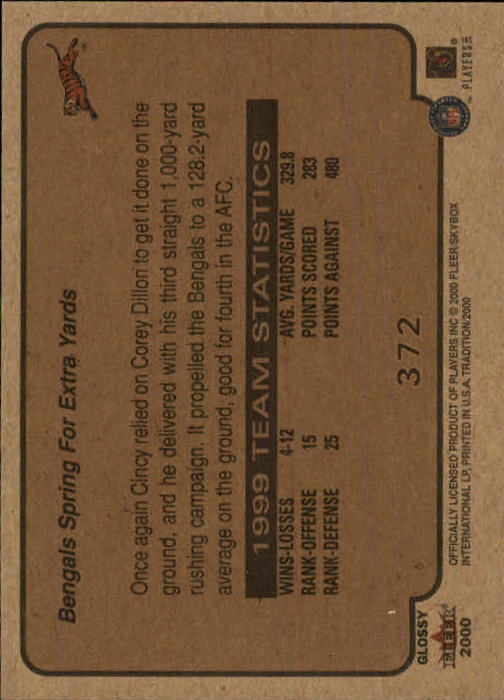 Bengals Spring For Extra Yards
Once again Cincy relied on Corey Dillon to get it done on the
ground, and he delivered with his third straight 1,000-yard
rushing campaign. It propelled the Bengals to a 128.2-yard
average on the ground, good for fourth in the AFC.
1999 TEAM STATISTICS
WINS-LOSSES 4-12 AVG. YARDS/GAME 329.8
RANK-OFFENSE 15 POINTS SCORED 283
RANK-DEFENSE 25 POINTS AGAINST 480
372
GLOSSY
FLEER
2000
OFFICIALLY LICENSED PRODUCT OF PLAYERS INC © 2000 FLEER/SKYBOX
INTERNATIONAL LP, PRINTED IN U.S.A. TRADITION/2000
NFL
PLAYERS INC